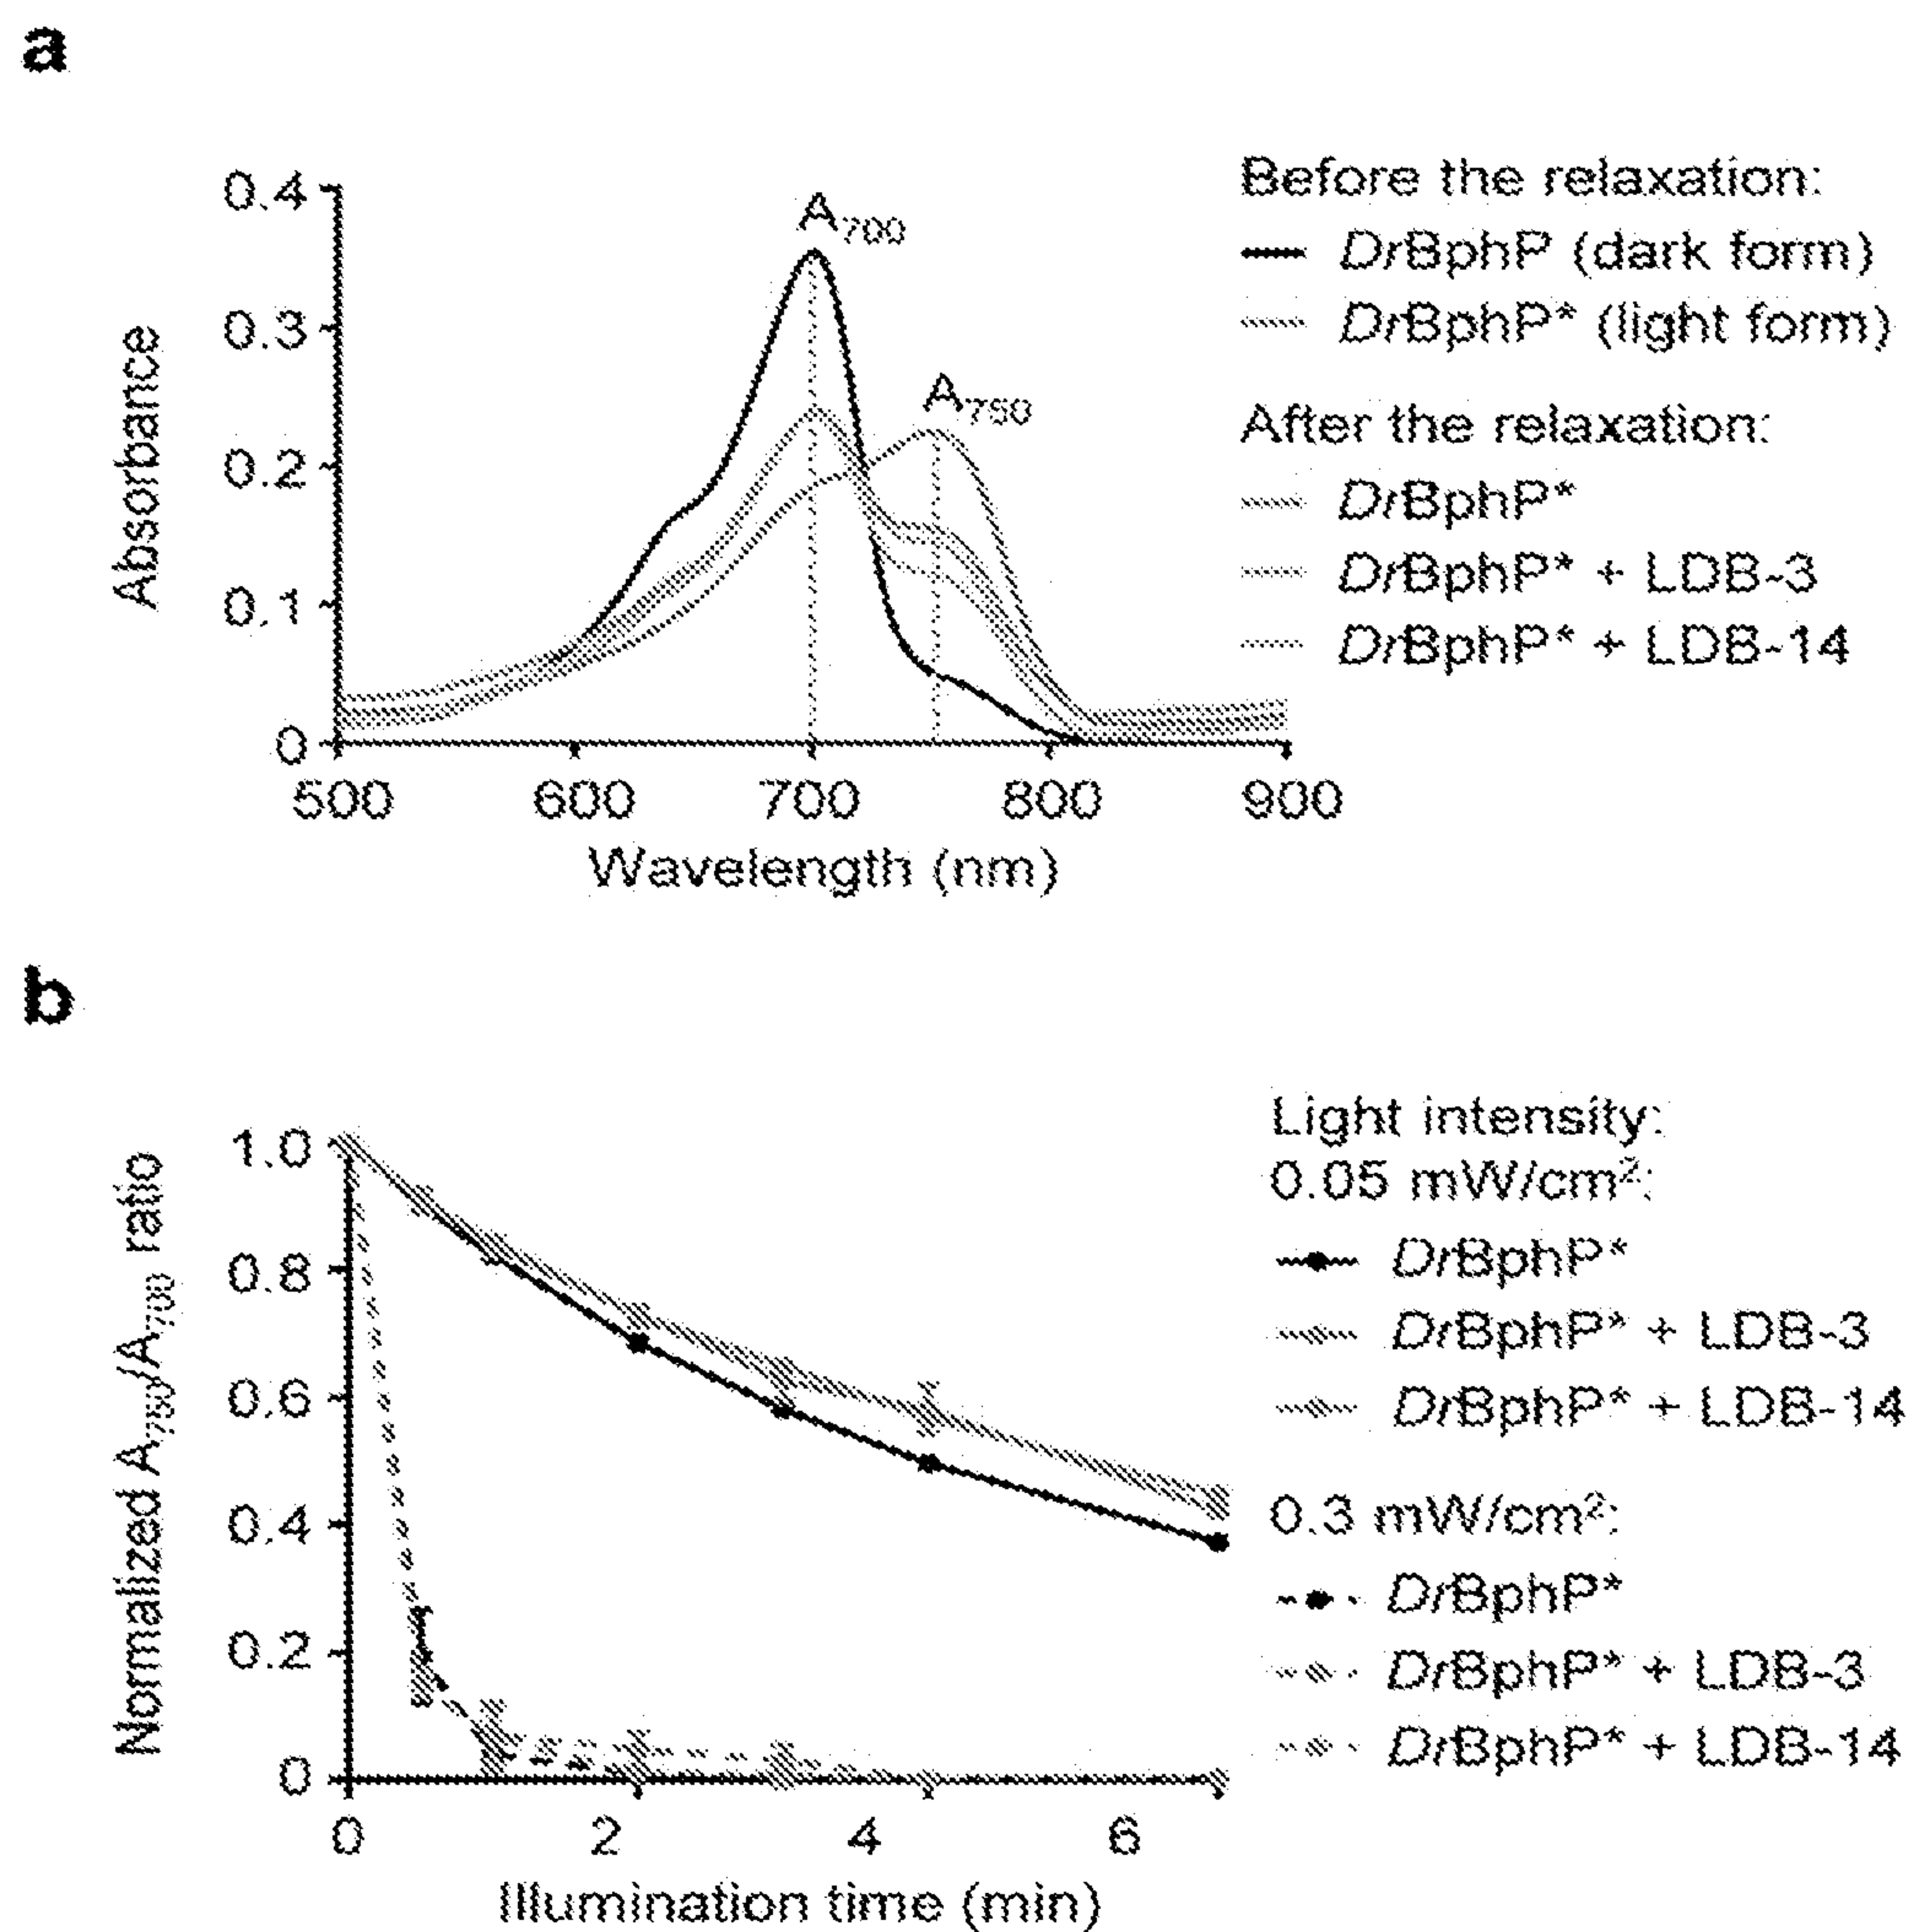 a
Absorbance
0.4
0.3
0.2
0.1
0
500 600 700 800 900
Wavelength (nm)
A700
A750
Before the relaxation:
DrBphP (dark form)
DrBphP* (light form)
After the relaxation:
DrBphP*
DrBphP* + LDB-3
DrBphP* + LDB-14
b
Normalized A750/A700 ratio
1.0
0.8
0.6
0.4
0.2
0
0 2 4 6
Illumination time (min)
Light intensity:
0.05 mW/cm²:
DrBphP*
DrBphP* + LDB-3
DrBphP* + LDB-14
0.3 mW/cm²:
DrBphP*
DrBphP* + LDB-3
DrBphP* + LDB-14